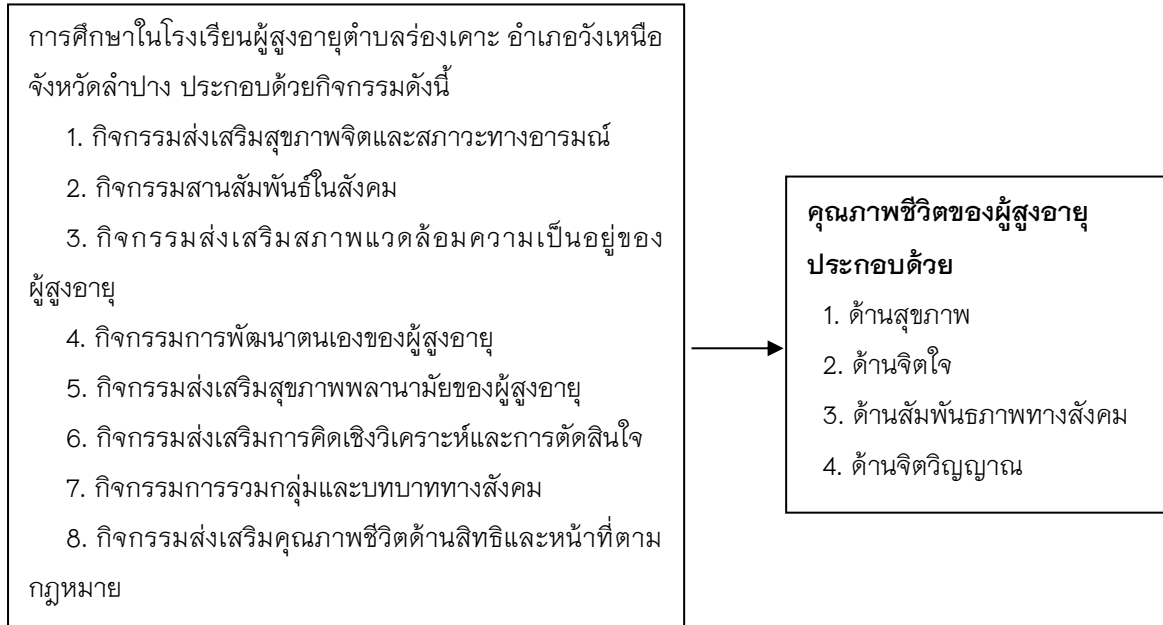 การศึกษาในโรงเรียนผู้สูงอายุตำบลร่องเคาะ อำเภอวังเหนือ
จังหวัดลำปาง ประกอบด้วยกิจกรรมดังนี้
1. กิจกรรมส่งเสริมสุขภาพจิตและสภาวะทางอารมณ์
2. กิจกรรมสานสัมพันธ์ในสังคม
3. กิจกรรมส่งเสริมสภาพแวดล้อมความเป็นอยู่ของ
ผู้สูงอายุ
4. กิจกรรมการพัฒนาตนเองของผู้สูงอายุ
5. กิจกรรมส่งเสริมสุขภาพพลานามัยของผู้สูงอายุ
6. กิจกรรมส่งเสริมการคิดเชิงวิเคราะห์และการตัดสินใจ
7. กิจกรรมการรวมกลุ่มและบทบาททางสังคม
8. กิจกรรมส่งเสริมคุณภาพชีวิตด้านสิทธิและหน้าที่ตาม
กฎหมาย
คุณภาพชีวิตของผู้สูงอายุ
ประกอบด้วย
1. ด้านสุขภาพ
2. ด้านจิตใจ
3. ด้านสัมพันธภาพทางสังคม
4. ด้านจิตวิญญาณ